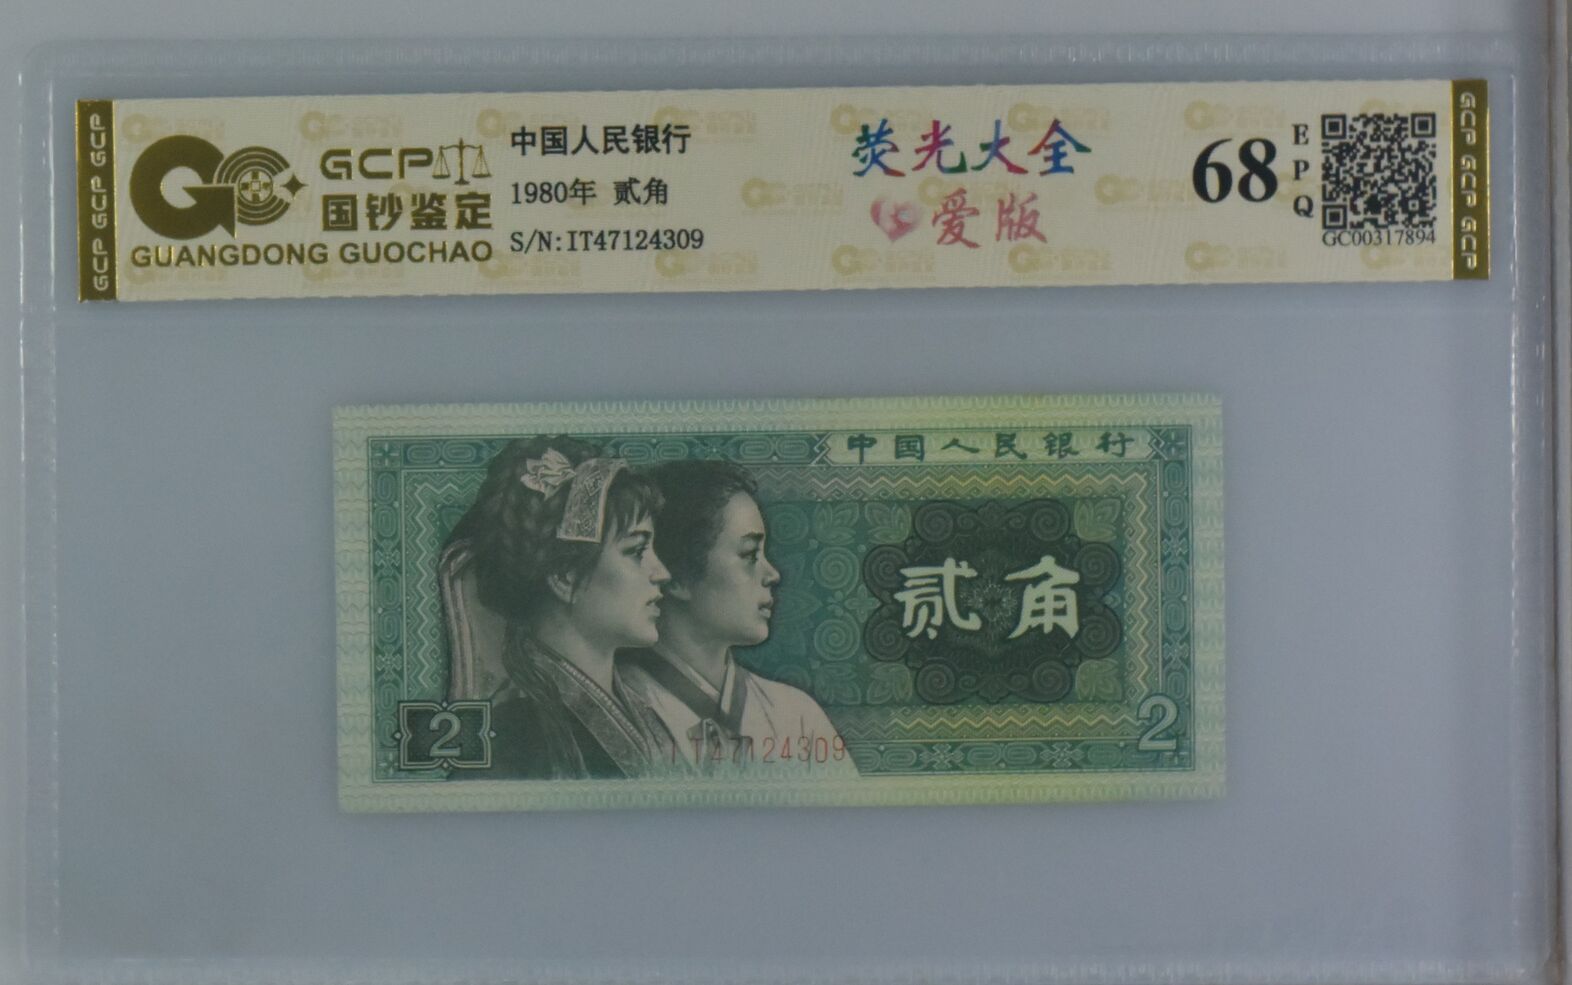 GCP GCP GCP
GCP
国钞鉴定
GUANGDONG GUOCHAO
中国人民银行
1980年 贰角
S/N:IT47124309
荧光大全
爱版
68
EPQ
GC00317894
GCP GCP GCP
中国人民银行
贰角
2
2
IT47124309